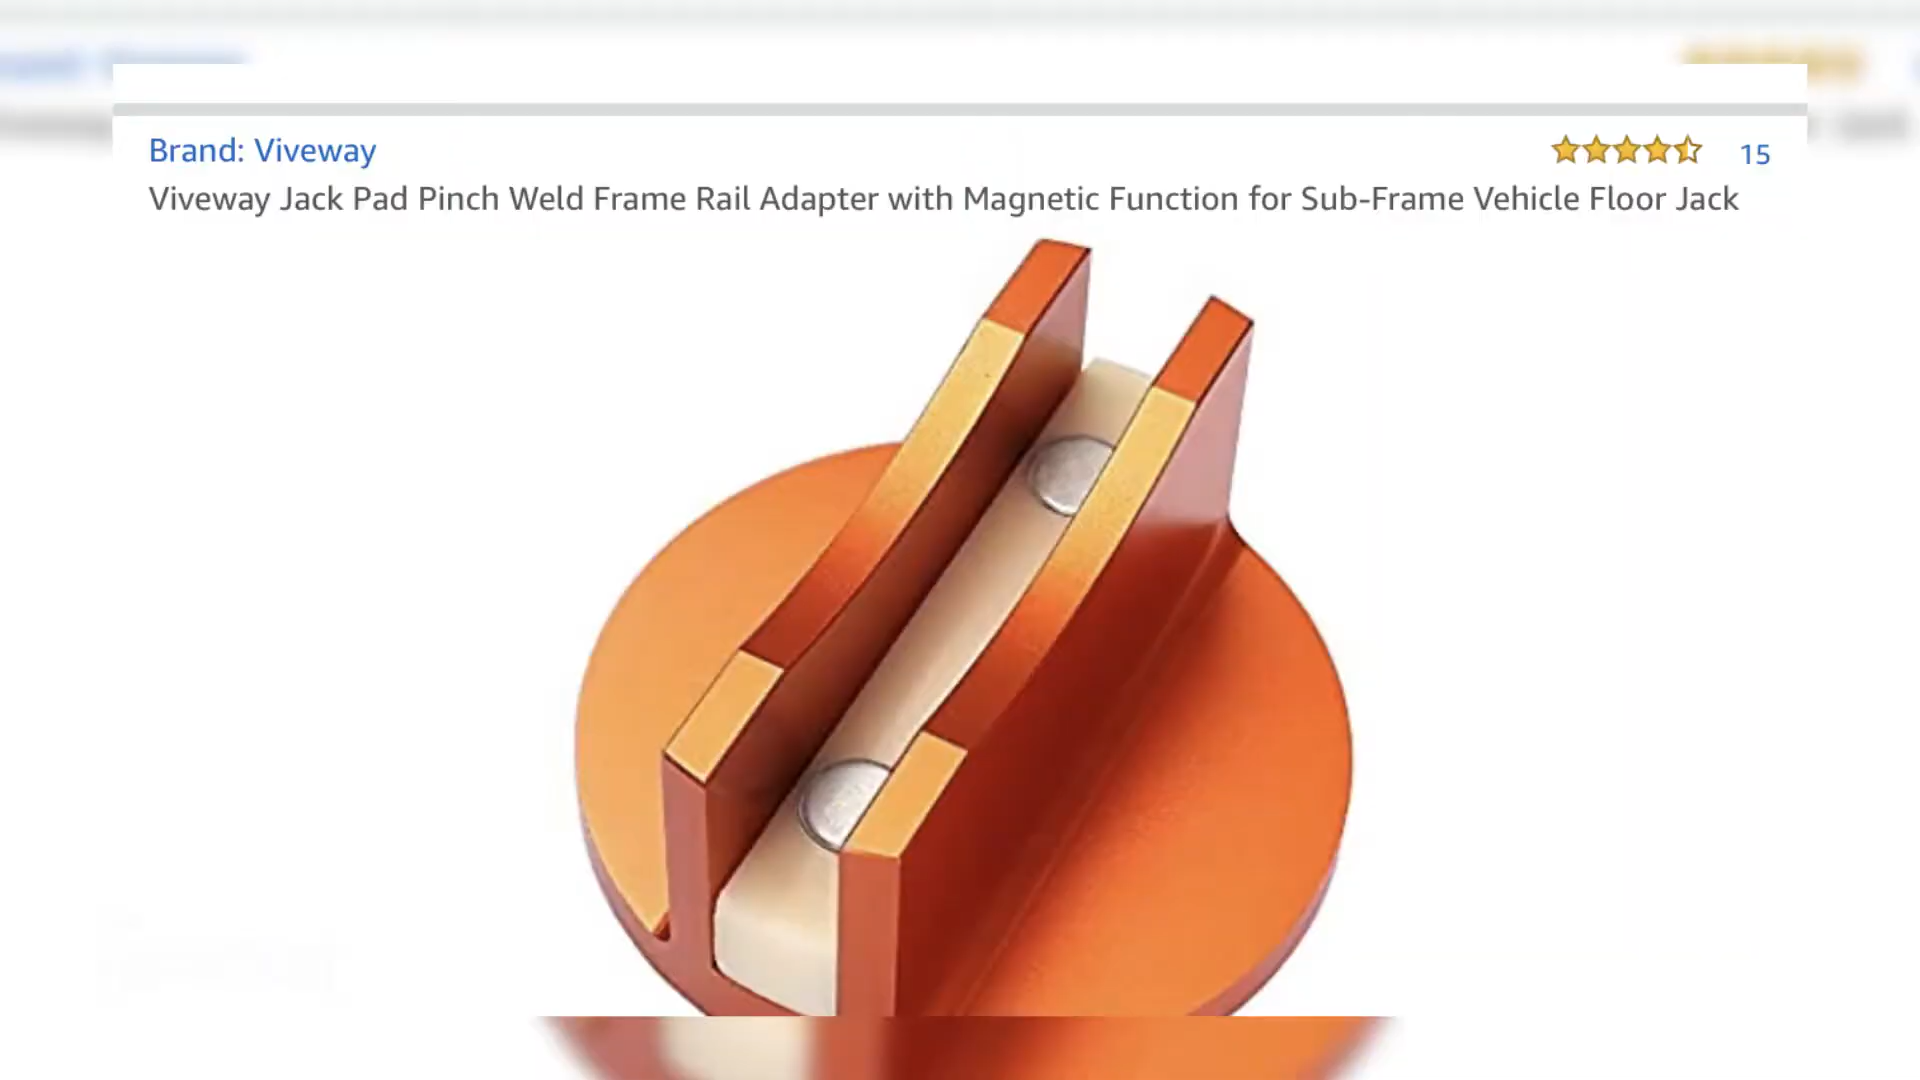 Brand: Viveway
15
Viveway Jack Pad Pinch Weld Frame Rail Adapter with Magnetic Function for Sub-Frame Vehicle Floor Jack